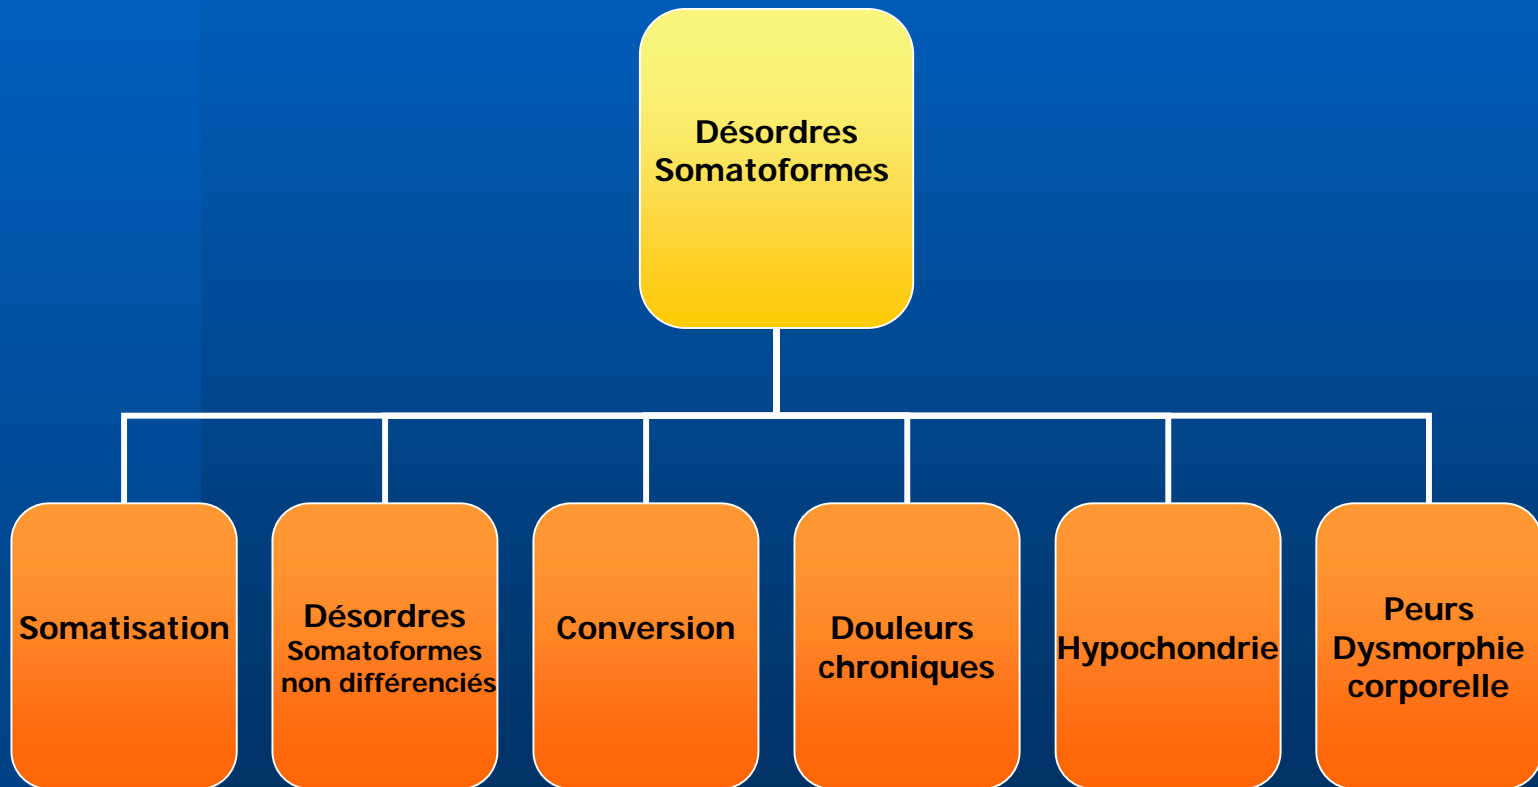 Désordres
Somatoformes
Somatisation
Désordres
Somatoformes
non différenciés
Conversion
Douleurs
chroniques
Hypochondrie
Peurs
Dysmorphie
corporelle